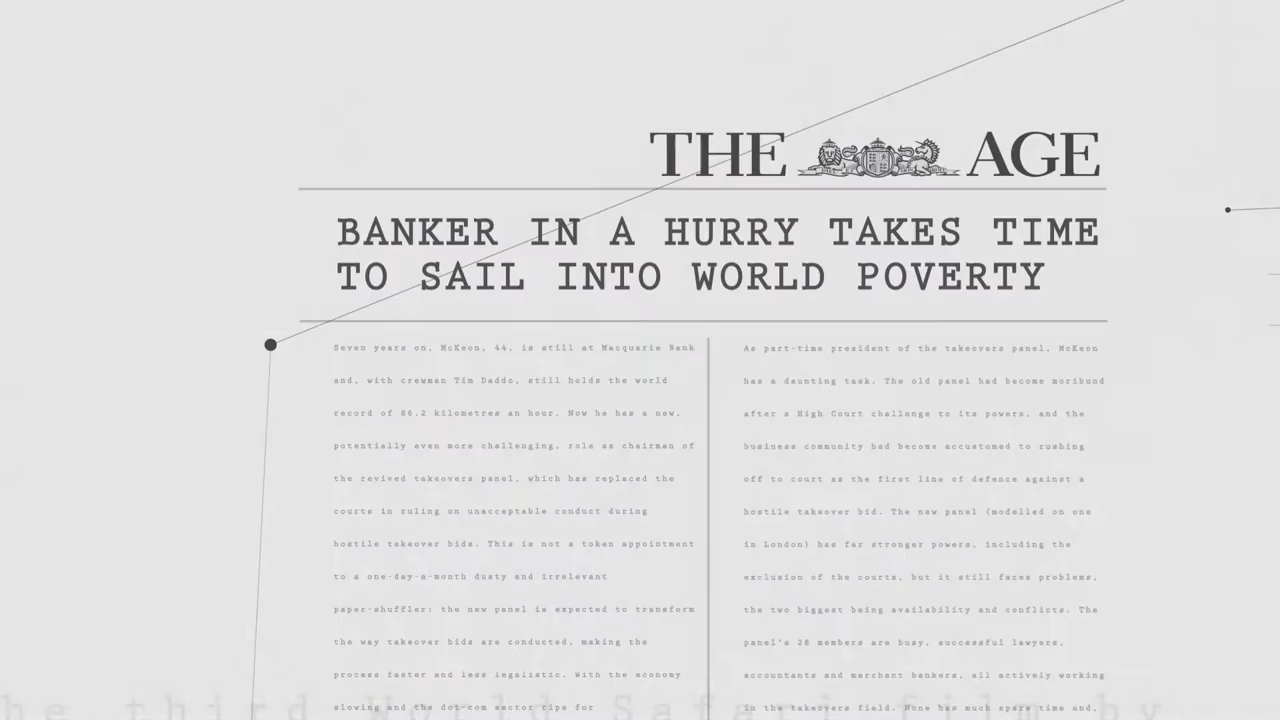 THE AGE
BANKER IN A HURRY TAKES TIME
TO SAIL INTO WORLD POVERTY
Seven years on, McKeon, 44, is still at Macquarie Bank
and, with crewman Tim Daddo, still holds the world
record of 86.2 kilometres an hour. Now he has a new,
potentially even more challenging, role as chairman of
the revived takeovers panel, which has replaced the
courts in ruling on unacceptable conduct during
hostile takeover bids. This is not a token appointment
to a one-day-a-month dusty and irrelevant
paper-shuffler: the new panel is expected to transform
the way takeover bids are conducted, making the
process faster and less legalistic. With the economy
slowing and the dot-com sector ripe for
As part-time president of the takeovers panel, McKeon
has a daunting task. The old panel had become moribund
after a High Court challenge to its powers, and the
business community had become accustomed to rushing
off to court as the first line of defence against a
hostile takeover bid. The new panel (modelled on one
in London) has far stronger powers, including the
exclusion of the courts, but it still faces problems,
the two biggest being availability and conflicts. The
panel's 28 members are busy, successful lawyers,
accountants and merchant bankers, all actively working
in the takeovers field. None has much spare time and,
he third World Safari film by